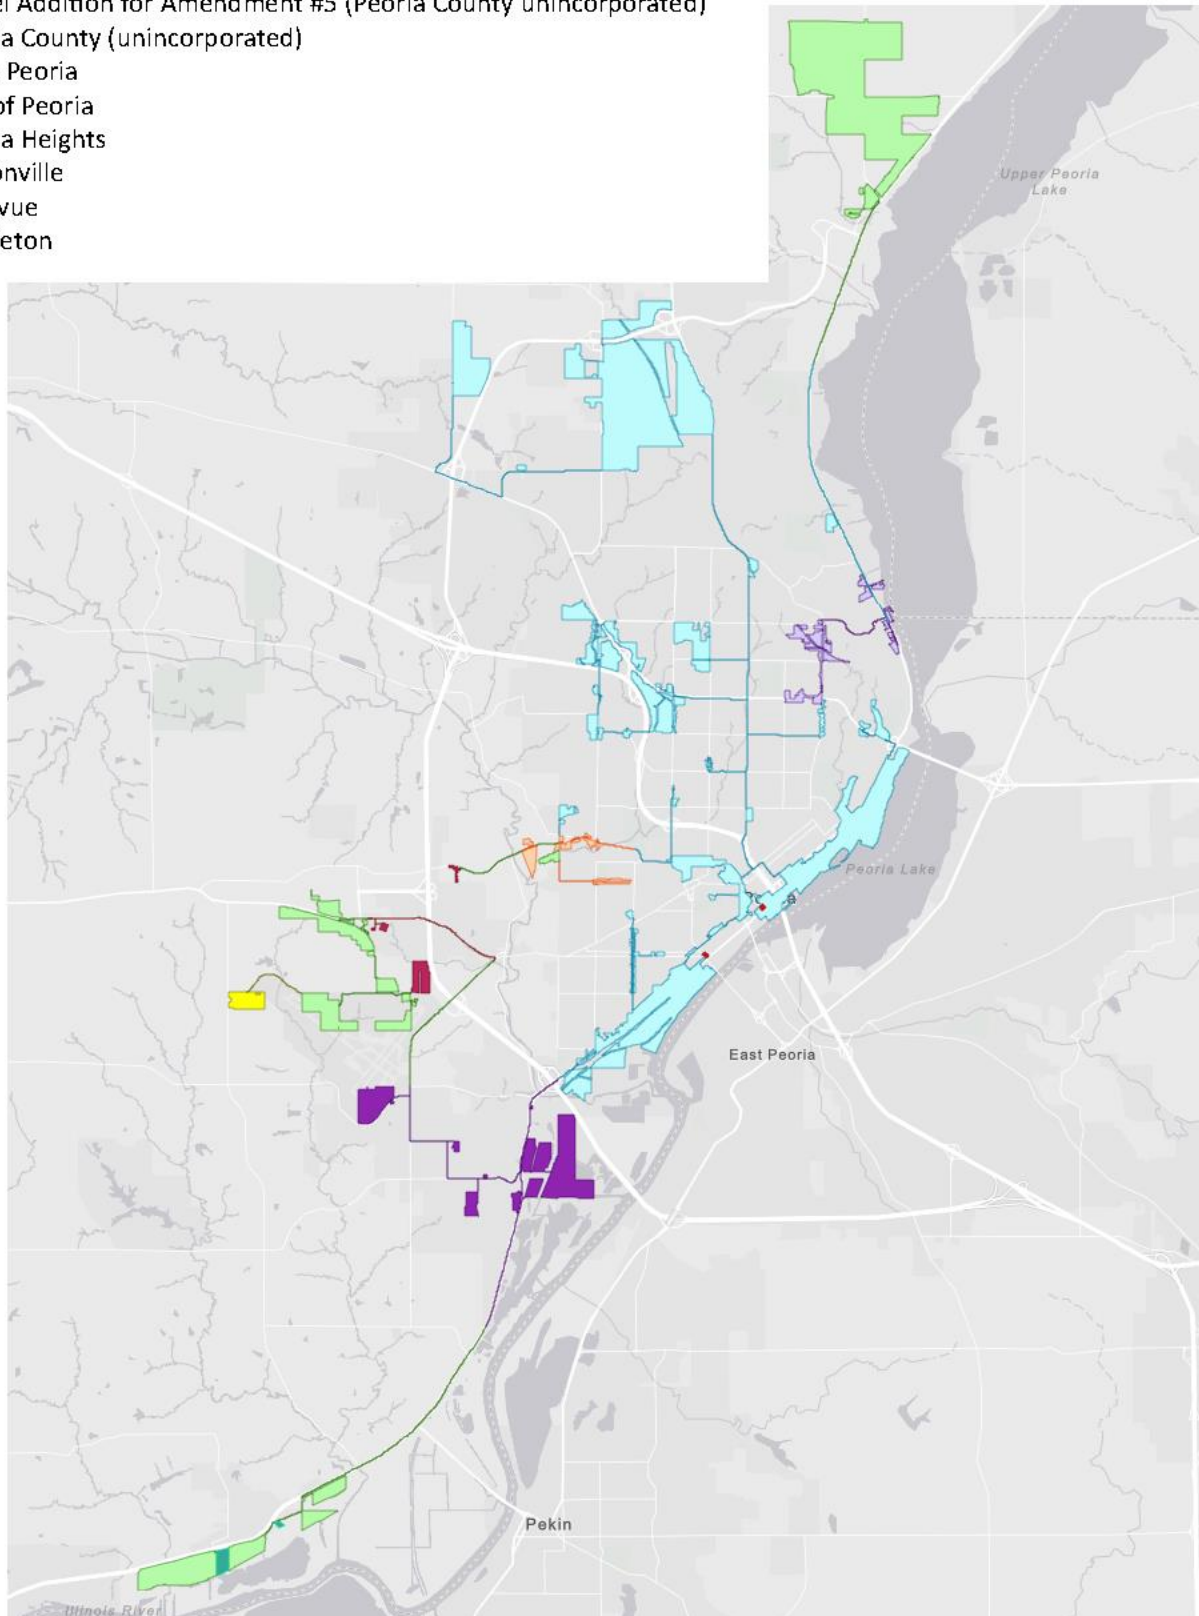 el Addition for Amendment #5 (Peoria County unincorporated)
a County (unincorporated)
Peoria
of Peoria
a Heights
onville
vue
eton
Upper Peoria
Lake
Peoria Lake
a
East Peoria
Pekin
Illinois River